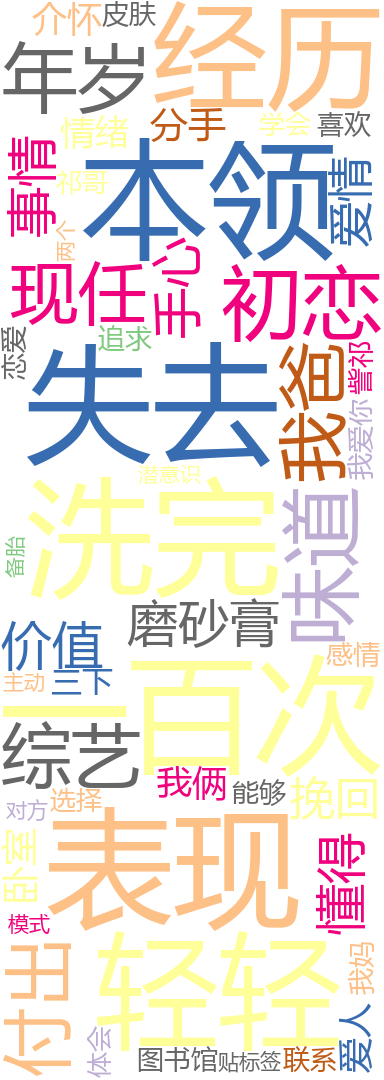 介怀
皮肤
经历
年岁
情绪
分手
学会
喜欢
事情
祁哥
本领
爱情
两个
现任
手心
初恋
恋爱
追求
失去
我爸
訾祁
我爱你
潜意识
洗完
味道
备胎
磨砂膏
价值
感情
主动
三下
一百次
综艺
我俩
能够
挽回
对方
选择
卧室
表现
懂得
模式
付出
轻轻
我妈
体会
爱人
图书馆
贴标签
联系